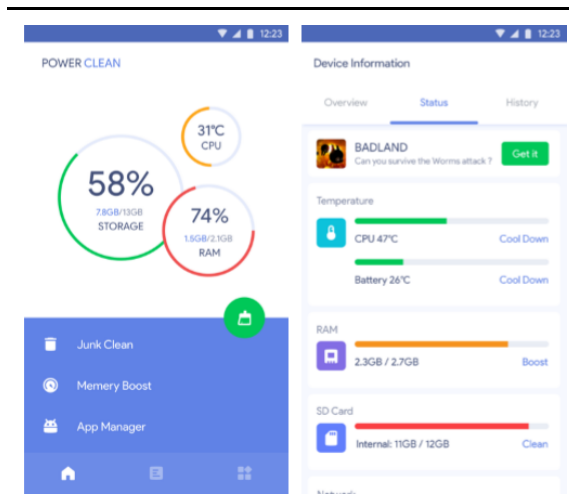 12:23
POWER CLEAN
31°C
CPU
58%
7.8GB/13GB
STORAGE
74%
1.5GB/2.1GB
RAM
Junk Clean
Memery Boost
App Manager
12:23
Device Information
Overview Status History
BADLAND
Can you survive the Worms attack ?
Get it
Temperature
CPU 47°C Cool Down
Battery 26°C Cool Down
RAM
2.3GB / 2.7GB Boost
SD Card
Internal: 11GB / 12GB Clean
Network